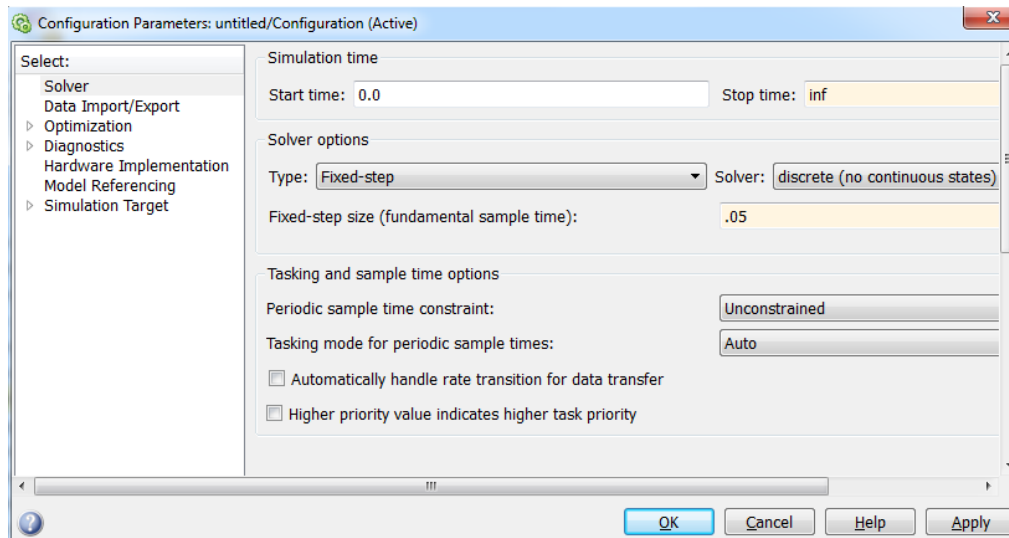 Configuration Parameters: untitled/Configuration (Active)
Select:
Solver
Data Import/Export
Optimization
Diagnostics
Hardware Implementation
Model Referencing
Simulation Target
Simulation time
Start time: 0.0 Stop time: inf
Solver options
Type: Fixed-step Solver: discrete (no continuous states)
Fixed-step size (fundamental sample time): .05
Tasking and sample time options
Periodic sample time constraint: Unconstrained
Tasking mode for periodic sample times: Auto
Automatically handle rate transition for data transfer
Higher priority value indicates higher task priority
OK Cancel Help Apply